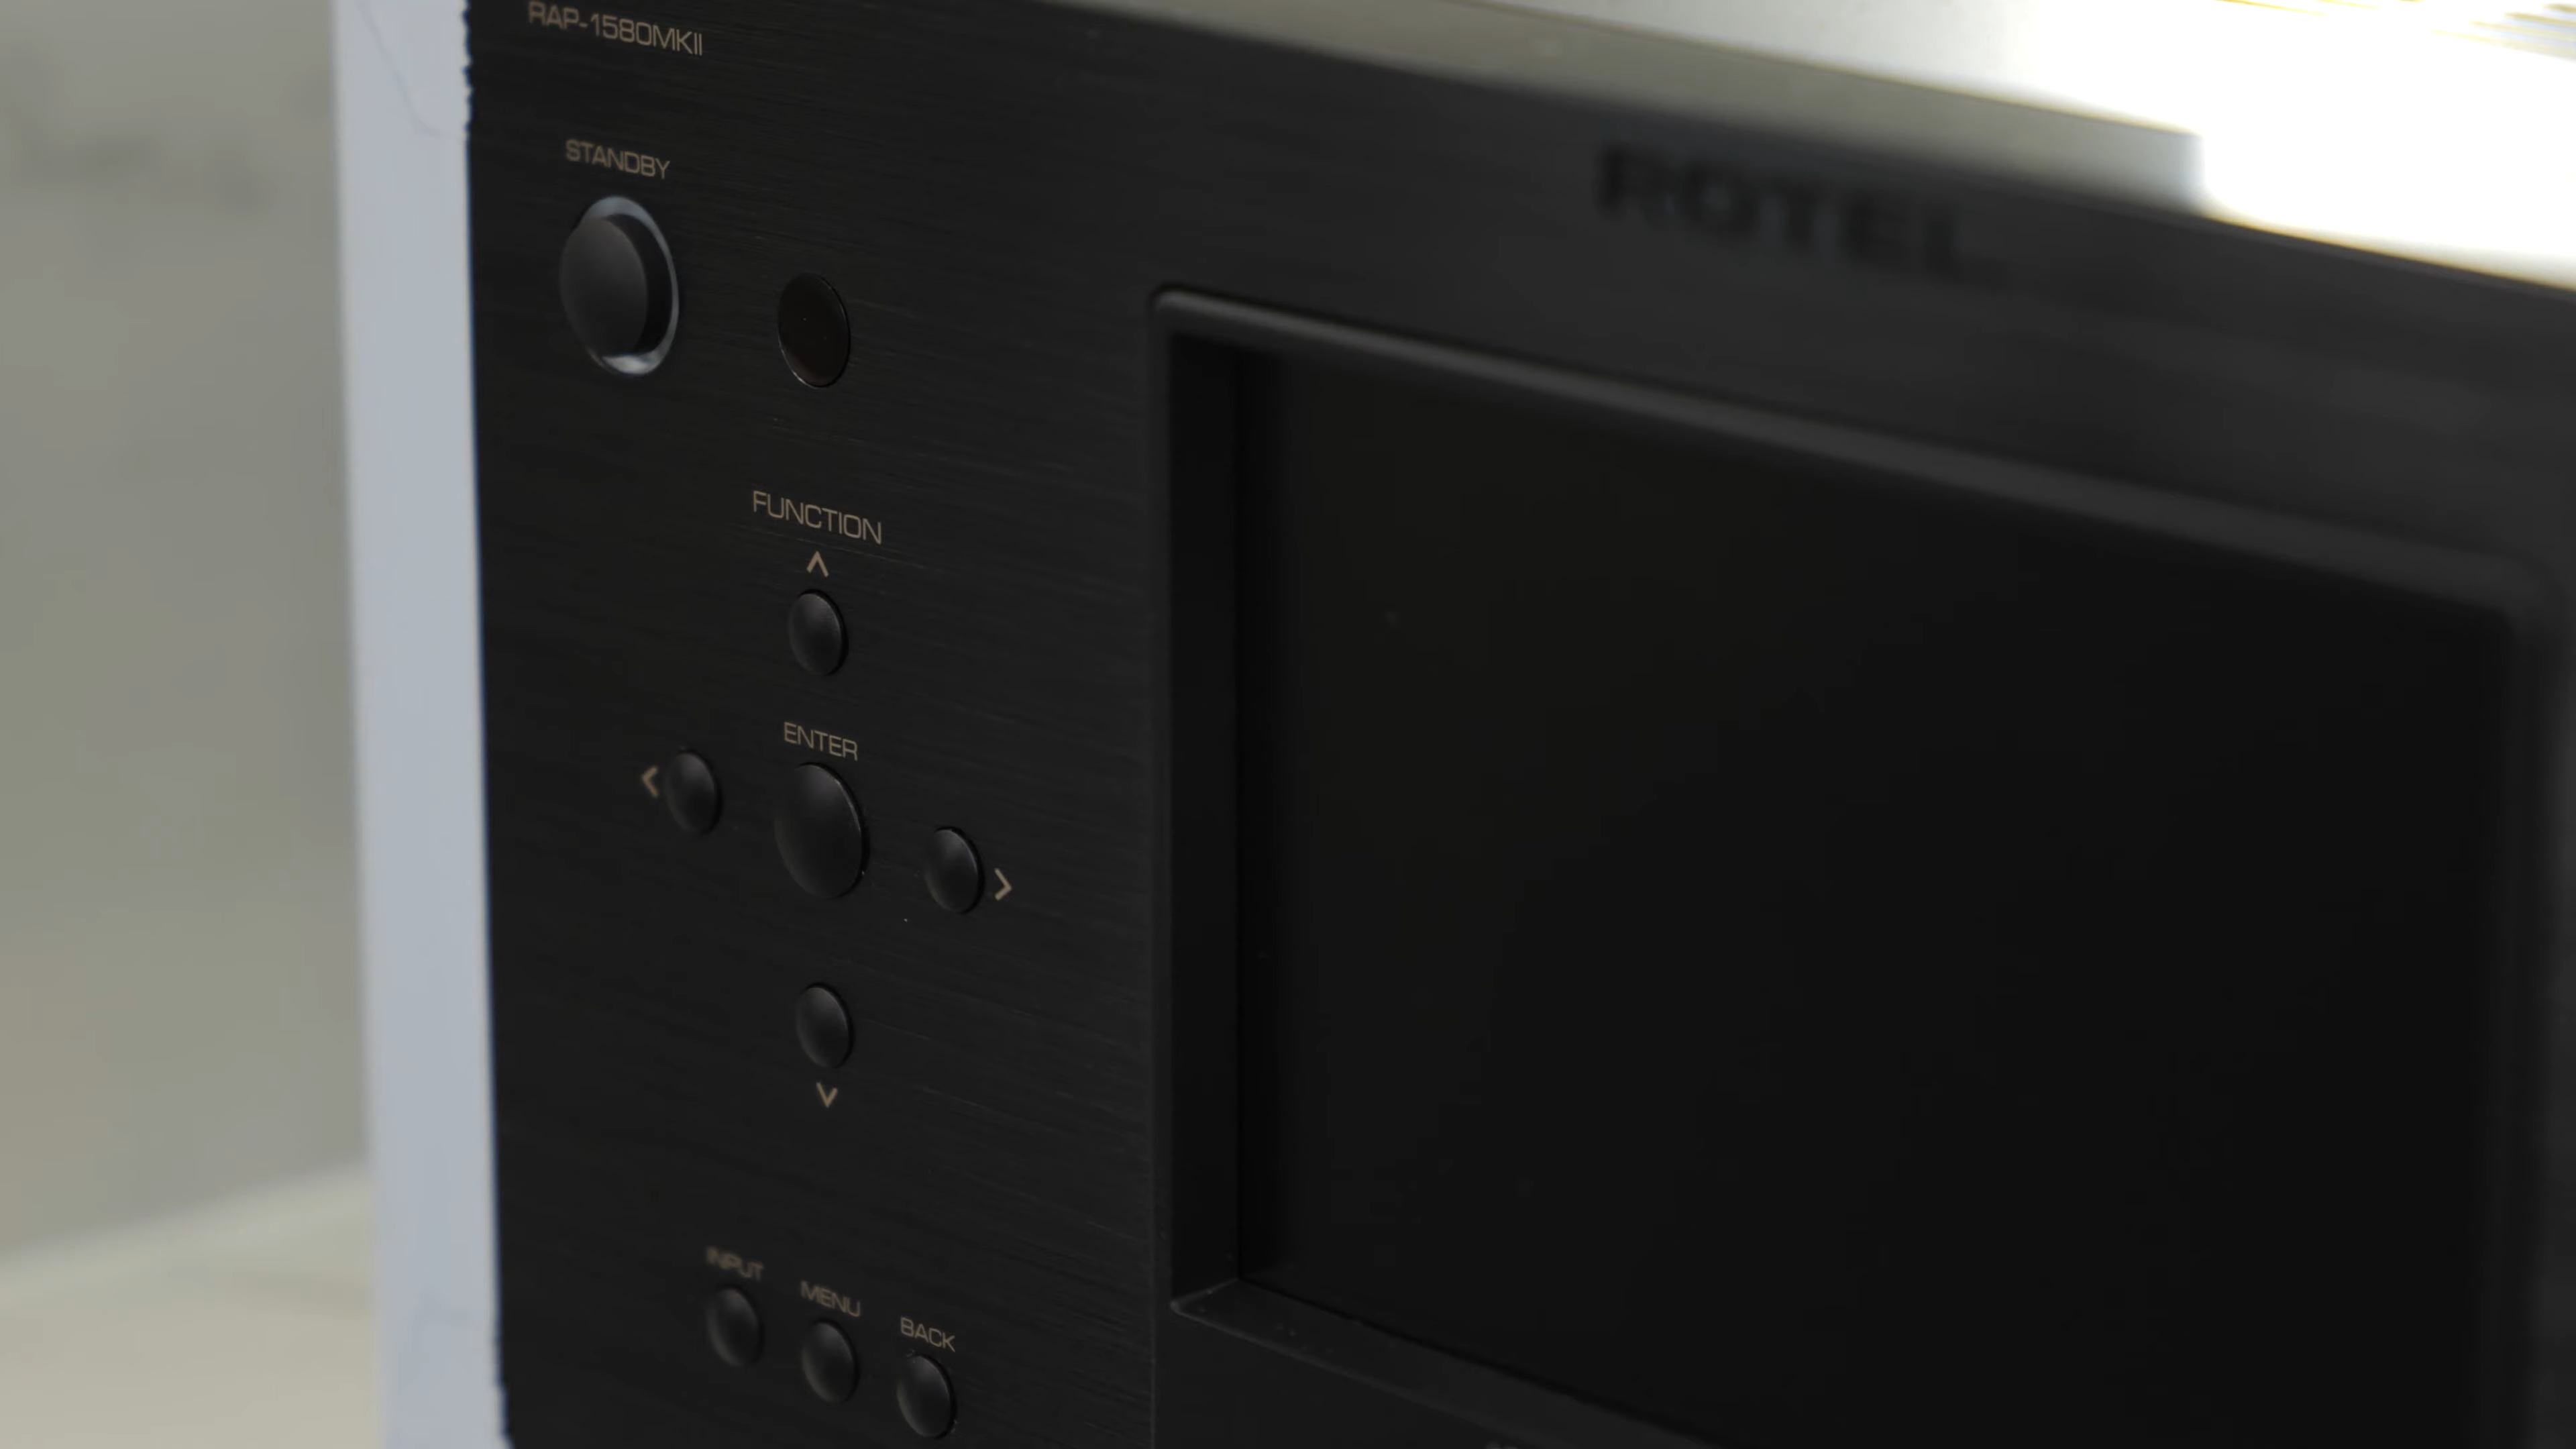 RAP-1580MKII
ROTEL
STANDBY
FUNCTION
ENTER
INPUT
MENU
BACK